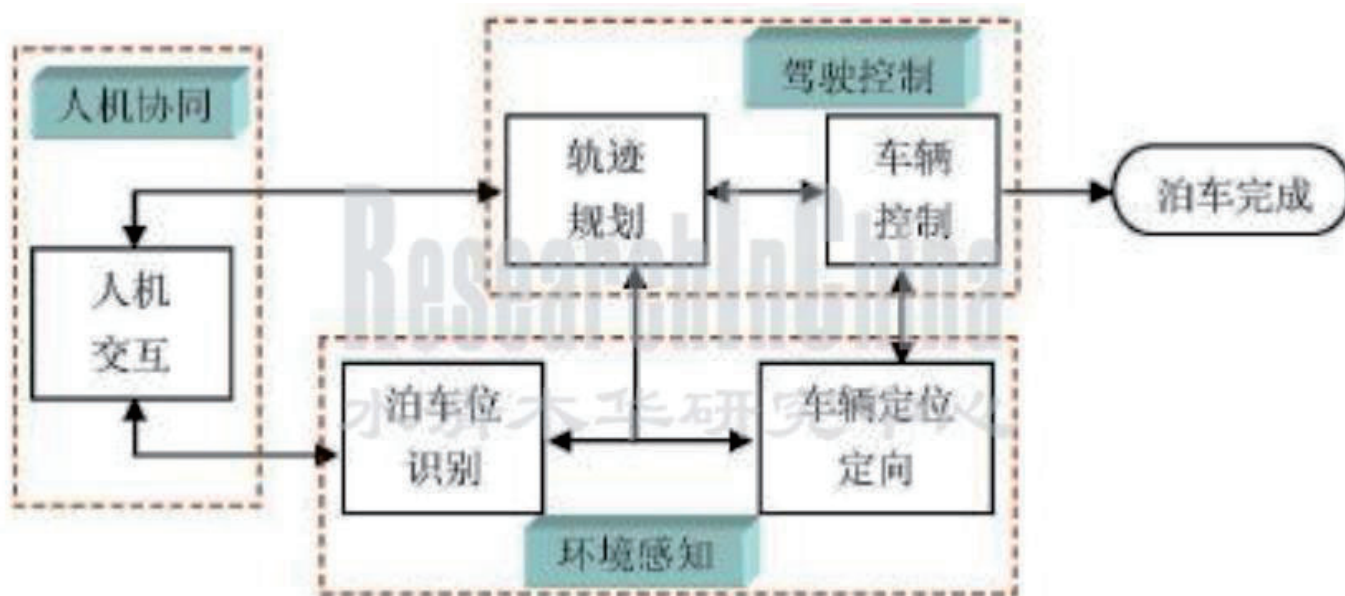 人机协同
驾驶控制
轨迹
规划
车辆
控制
泊车完成
人机
交互
ResearchInChina
泊车位
识别
车辆定位
定向
环境感知